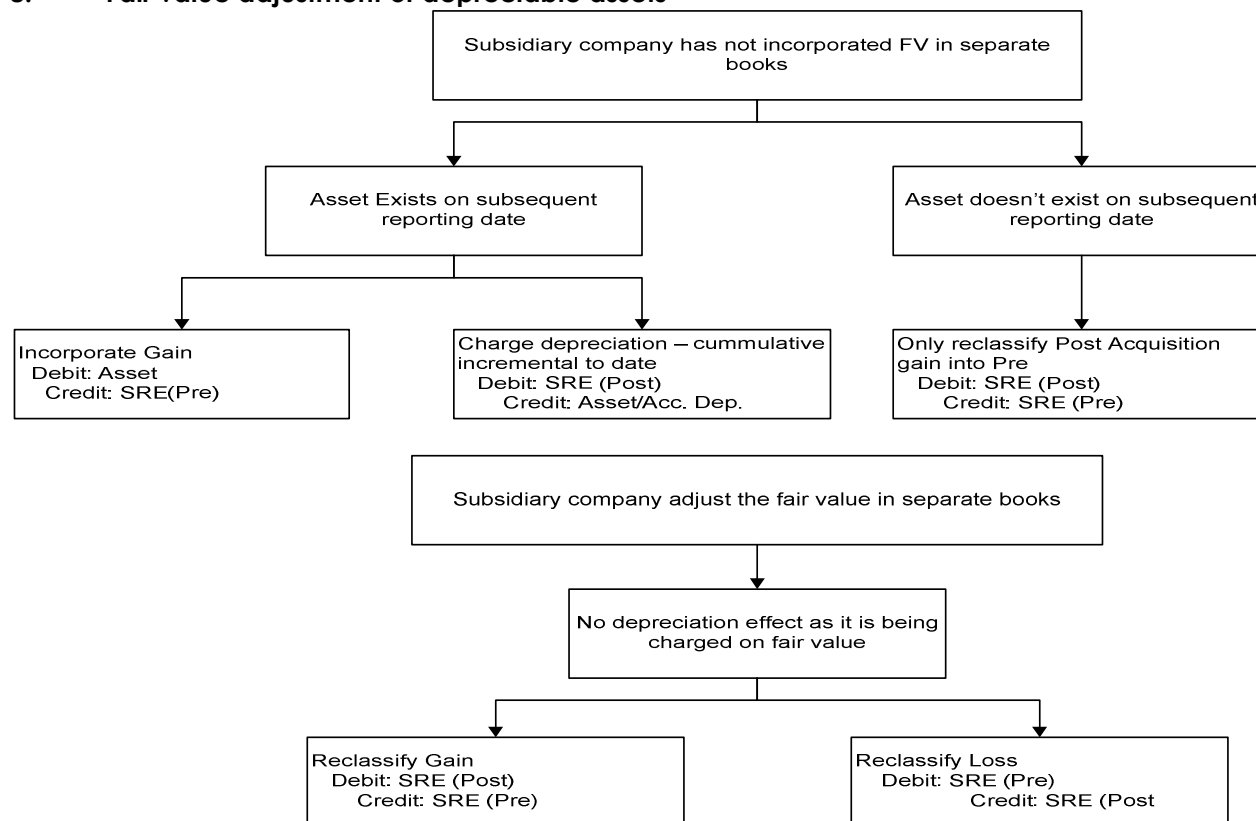 Fair value adjustment of depreciable assets
Subsidiary company has not incorporated FV in separate
books
Asset Exists on subsequent
reporting date
Asset doesn't exist on subsequent
reporting date
Incorporate Gain
Debit: Asset
Credit: SRE(Pre)
Charge depreciation – cummulative
incremental to date
Debit: SRE (Post)
Credit: Asset/Acc. Dep.
Only reclassify Post Acquisition
gain into Pre
Debit: SRE (Post)
Credit: SRE (Pre)
Subsidiary company adjust the fair value in separate books
No depreciation effect as it is being
charged on fair value
Reclassify Gain
Debit: SRE (Post)
Credit: SRE (Pre)
Reclassify Loss
Debit: SRE (Pre)
Credit: SRE (Post